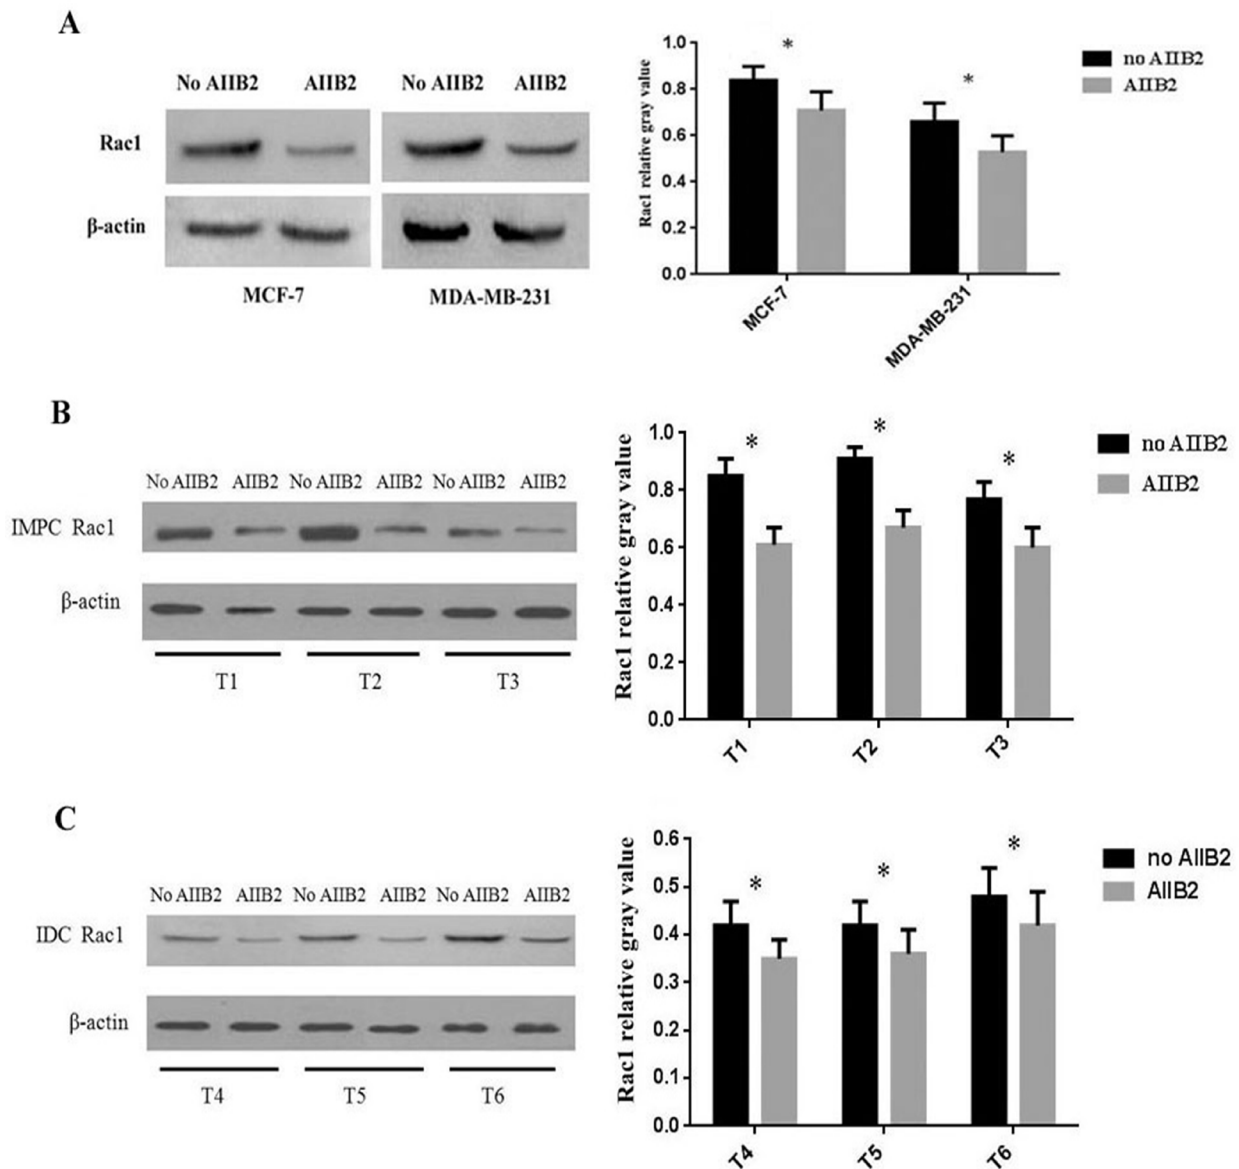 A
No AIIB2 AIIB2 No AIIB2 AIIB2
Rac1
β-actin
MCF-7 MDA-MB-231
Rac1 relative gray value
1.0
0.8
0.6
0.4
0.2
0.0
* *
MCF-7 MDA-MB-231
no AIIB2
AIIB2
B
No AIIB2 AIIB2 No AIIB2 AIIB2 No AIIB2 AIIB2
IMPC Rac1
β-actin
T1 T2 T3
Rac1 relative gray value
1.0
0.8
0.6
0.4
0.2
0.0
* * *
T1 T2 T3
no AIIB2
AIIB2
C
No AIIB2 AIIB2 No AIIB2 AIIB2 No AIIB2 AIIB2
IDC Rac1
β-actin
T4 T5 T6
Rac1 relative gray value
0.6
0.5
0.4
0.3
0.2
0.1
0.0
* * *
T4 T5 T6
no AIIB2
AIIB2